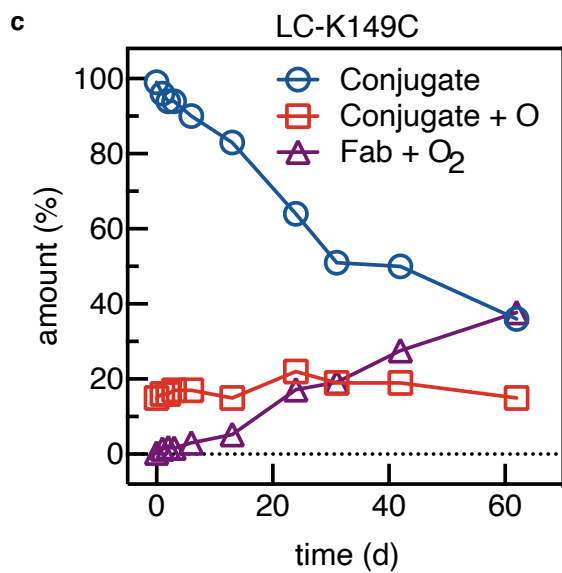 c
LC-K149C
Conjugate
Conjugate + O
Fab + O2
100
80
60
40
20
0
amount (%)
0 20 40 60
time (d)